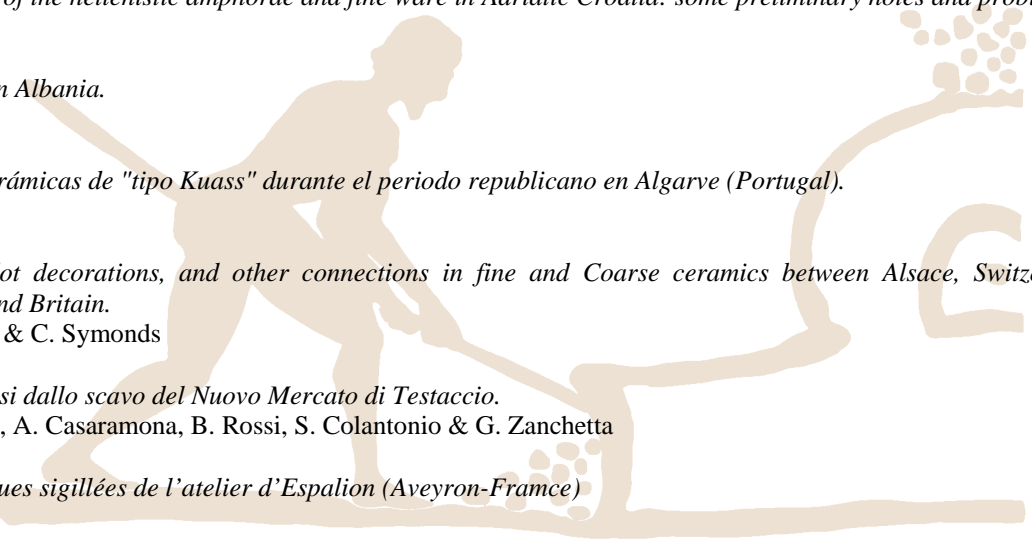 of the hellenistic amphorae and fine ware in Adriatic Croatia: some preliminary notes and
n Albania.
rámicas de "tipo Kuass" durante el periodo republicano en Algarve (Portugal).
ot decorations, and other connections in fine and Coarse ceramics between Alsace,
nd Britain.
& C. Symonds
si dallo scavo del Nuovo Mercato di Testaccio.
, A. Casaramona, B. Rossi, S. Colantonio & G. Zanchetta
ues sigillées de l’atelier d’Espalion (Aveyron-Framce)